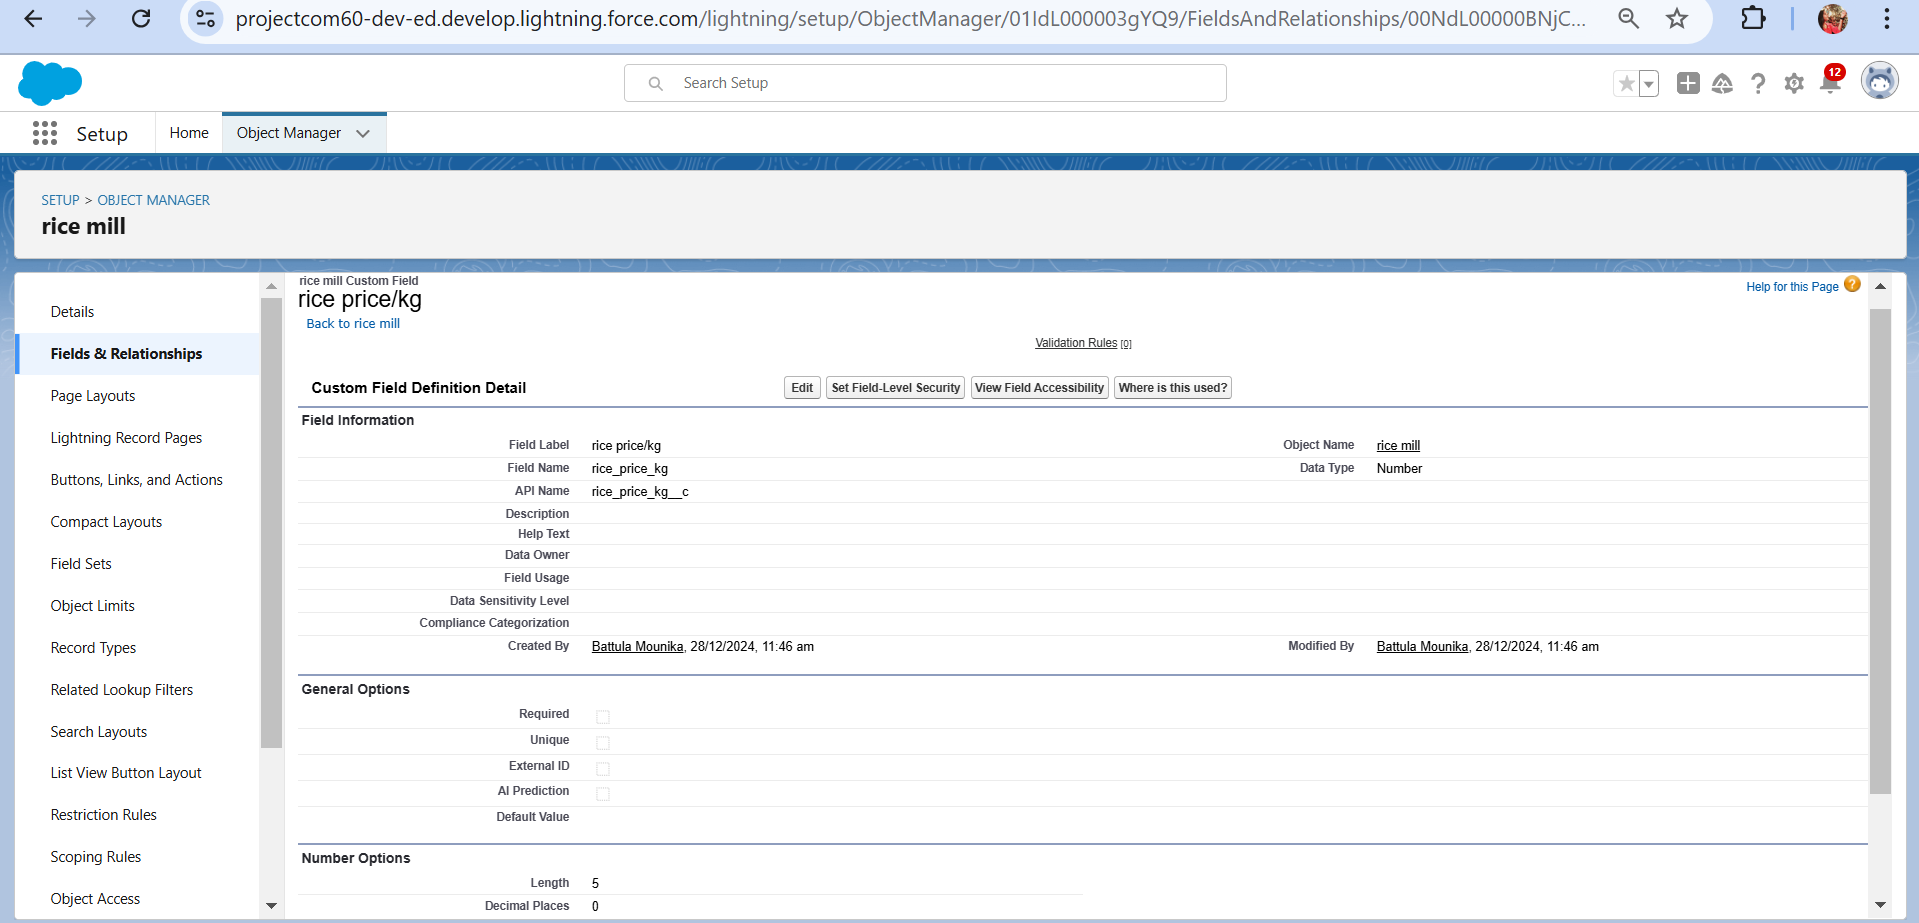 projectcom60-dev-ed.develop.lightning.force.com/lightning/setup/ObjectManager/01IdL000003gYQ9/FieldsAndRelationships/00NdL00000BNjC...
Search Setup
12
Setup
Home
Object Manager
SETUP > OBJECT MANAGER
rice mill
Details
Fields & Relationships
Page Layouts
Lightning Record Pages
Buttons, Links, and Actions
Compact Layouts
Field Sets
Object Limits
Record Types
Related Lookup Filters
Search Layouts
List View Button Layout
Restriction Rules
Scoping Rules
Object Access
rice mill Custom Field
rice price/kg
Back to rice mill
Help for this Page ?
Validation Rules [0]
Custom Field Definition Detail
Edit
Set Field-Level Security
View Field Accessibility
Where is this used?
Field Information
Field Label rice price/kg
Object Name rice mill
Field Name rice_price_kg
Data Type Number
API Name rice_price_kg__c
Description
Help Text
Data Owner
Field Usage
Data Sensitivity Level
Compliance Categorization
Created By Battula Mounika, 28/12/2024, 11:46 am
Modified By Battula Mounika, 28/12/2024, 11:46 am
General Options
Required
Unique
External ID
AI Prediction
Default Value
Number Options
Length 5
Decimal Places 0